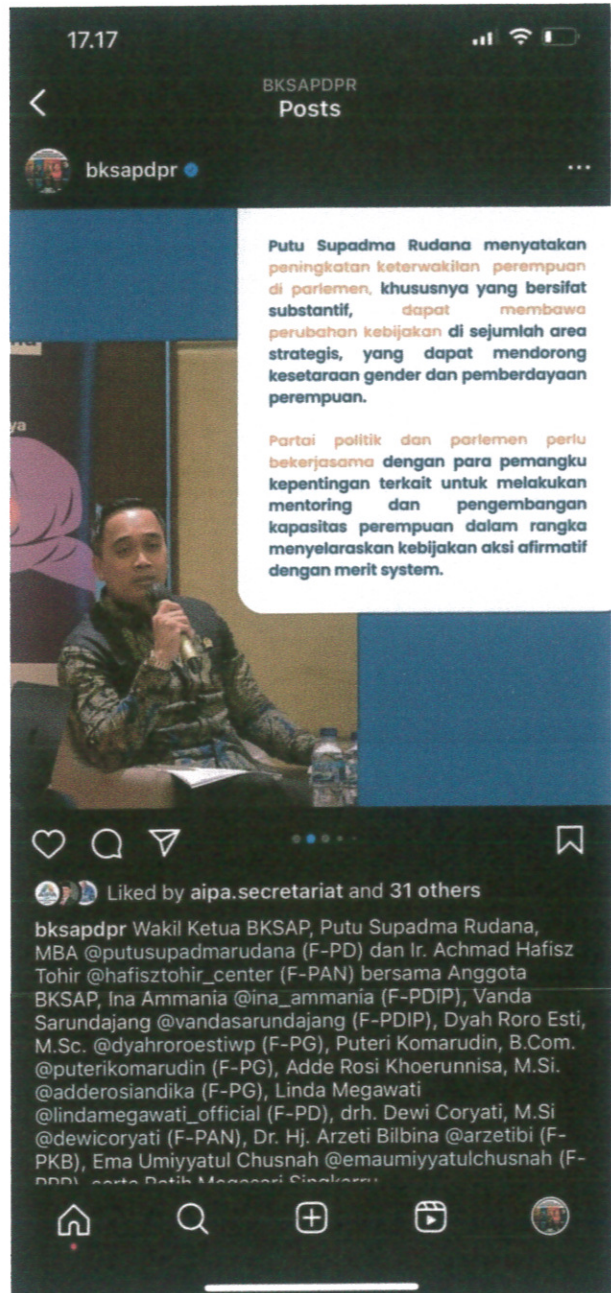 17.17
BKSAPDPR
Posts
bksapdpr
Putu Supadma Rudana menyatakan
peningkatan keterwakilan perempuan
di parlemen, khususnya yang bersifat
substantif, dapat membawa
perubahan kebijakan di sejumlah area
strategis, yang dapat mendorong
kesetaraan gender dan pemberdayaan
perempuan.
Partai politik dan parlemen perlu
bekerjasama dengan para pemangku
kepentingan terkait untuk melakukan
mentoring dan pengembangan
kapasitas perempuan dalam rangka
menyelaraskan kebijakan aksi afirmatif
dengan merit system.
ya
Liked by aipa.secretariat and 31 others
bksapdpr Wakil Ketua BKSAP, Putu Supadma Rudana,
MBA @putusupadmarudana (F-PD) dan Ir. Achmad Hafisz
Tohir @hafisztohir_center (F-PAN) bersama Anggota
BKSAP, Ina Ammania @ina_ammania (F-PDIP), Vanda
Sarundajang @vandasarundajang (F-PDIP), Dyah Roro Esti,
M.Sc. @dyahroroestiwp (F-PG), Puteri Komarudin, B.Com.
@puterikomarudin (F-PG), Adde Rosi Khoerunnisa, M.Si.
@adderosiandika (F-PG), Linda Megawati
@lindamegawati_official (F-PD), drh. Dewi Coryati, M.Si
@dewicoryati (F-PAN), Dr. Hj. Arzeti Bilbina @arzetibi (F-
PKB), Ema Umiyyatul Chusnah @emaumiyyatulchusnah (F-
PPP), serta Ratih Megasari Singkarru